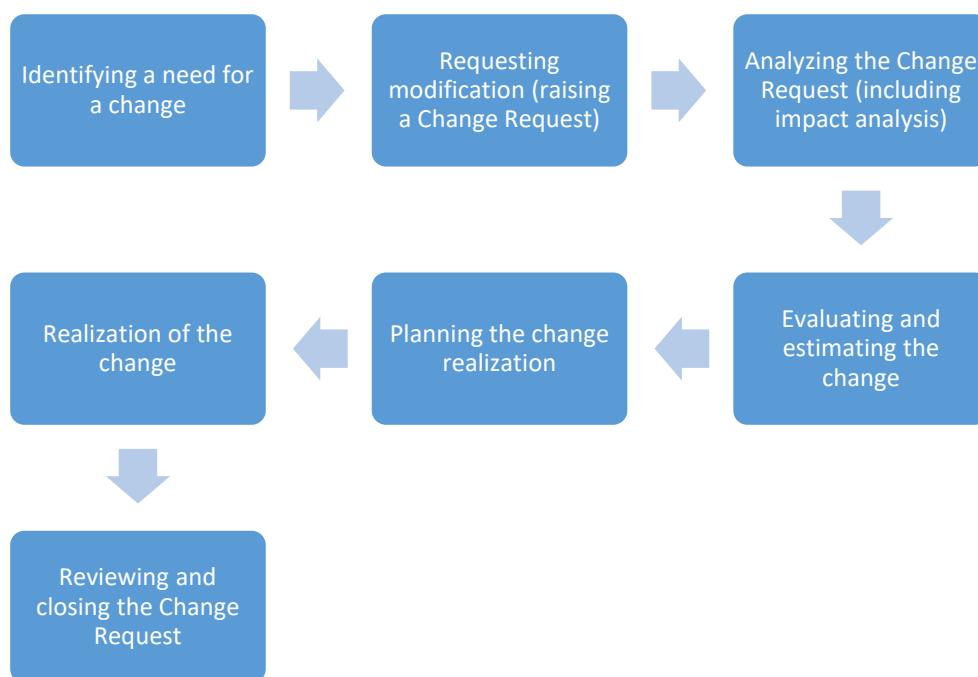 Identifying a need for
a change
Requesting
modification (raising
a Change Request)
Analyzing the Change
Request (including
impact analysis)
Evaluating and
estimating the
change
Planning the change
realization
Realization of the
change
Reviewing and
closing the Change
Request